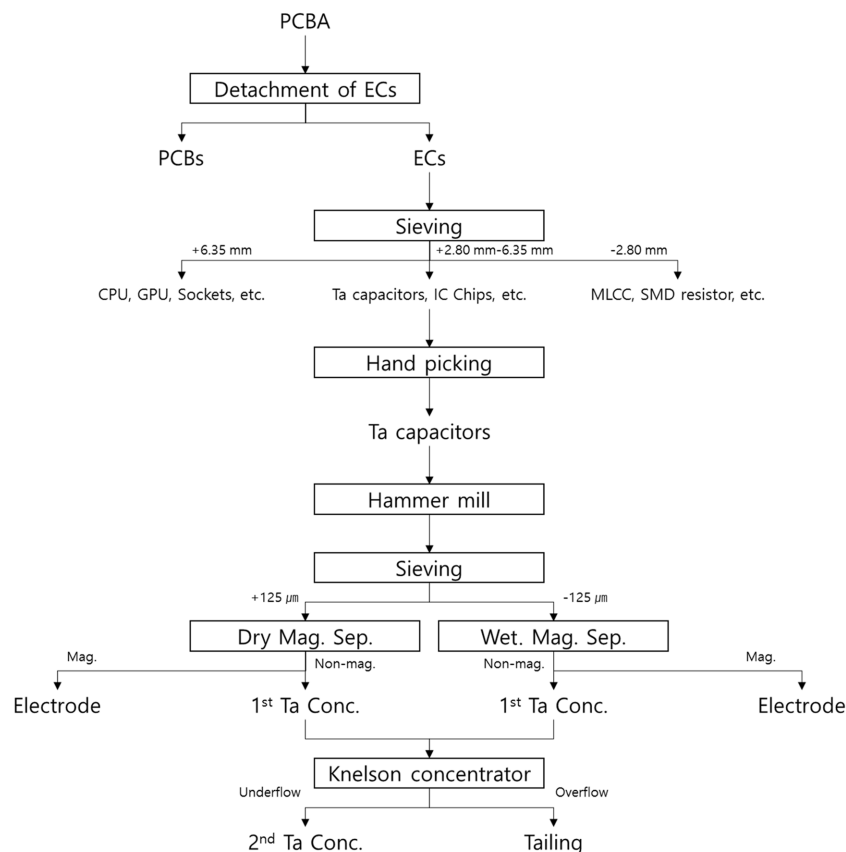 PCBA
Detachment of ECs
PCBs
ECs
Sieving
+6.35 mm
+2.80 mm-6.35 mm
-2.80 mm
CPU, GPU, Sockets, etc.
Ta capacitors, IC Chips, etc.
MLCC, SMD resistor, etc.
Hand picking
Ta capacitors
Hammer mill
Sieving
+125 ㎛
-125 ㎛
Dry Mag. Sep.
Wet. Mag. Sep.
Mag.
Non-mag.
Non-mag.
Mag.
Electrode
1st Ta Conc.
1st Ta Conc.
Electrode
Knelson concentrator
Underflow
Overflow
2nd Ta Conc.
Tailing